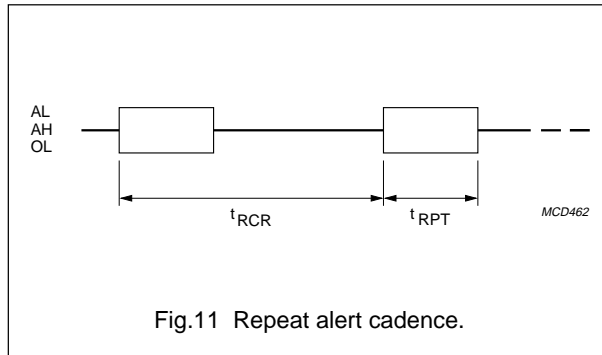 AL
AH
OL
tRCR
tRPT
MCD462
Fig.11 Repeat alert cadence.